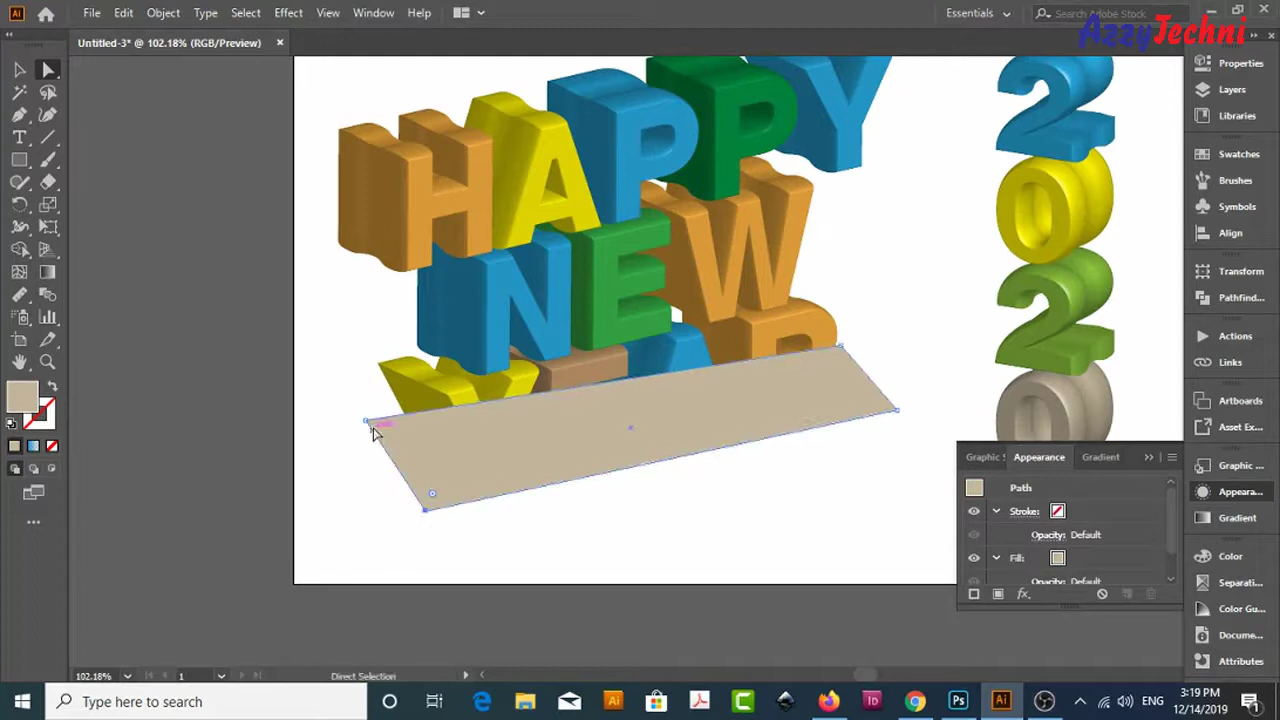 File Edit Object Type Select Effect View Window Help
Essentials
Search Adobe Stock
AzzyTechni
Untitled-3* @ 102.18% (RGB/Preview)
HAPPY
NEW
2
0
2
0
Properties
Layers
Libraries
Swatches
Brushes
Symbols
Align
Transform
Pathfind...
Actions
Links
Artboards
Asset Ex...
Graphic ...
Appeara...
Gradient
Color
Separati...
Color Gu...
Docume...
Attributes
Graphic S
Appearance
Gradient
Path
Stroke:
Opacity: Default
Fill:
Opacity: Default
102.18%
1
Direct Selection
Type here to search
ENG
3:19 PM
12/14/2019